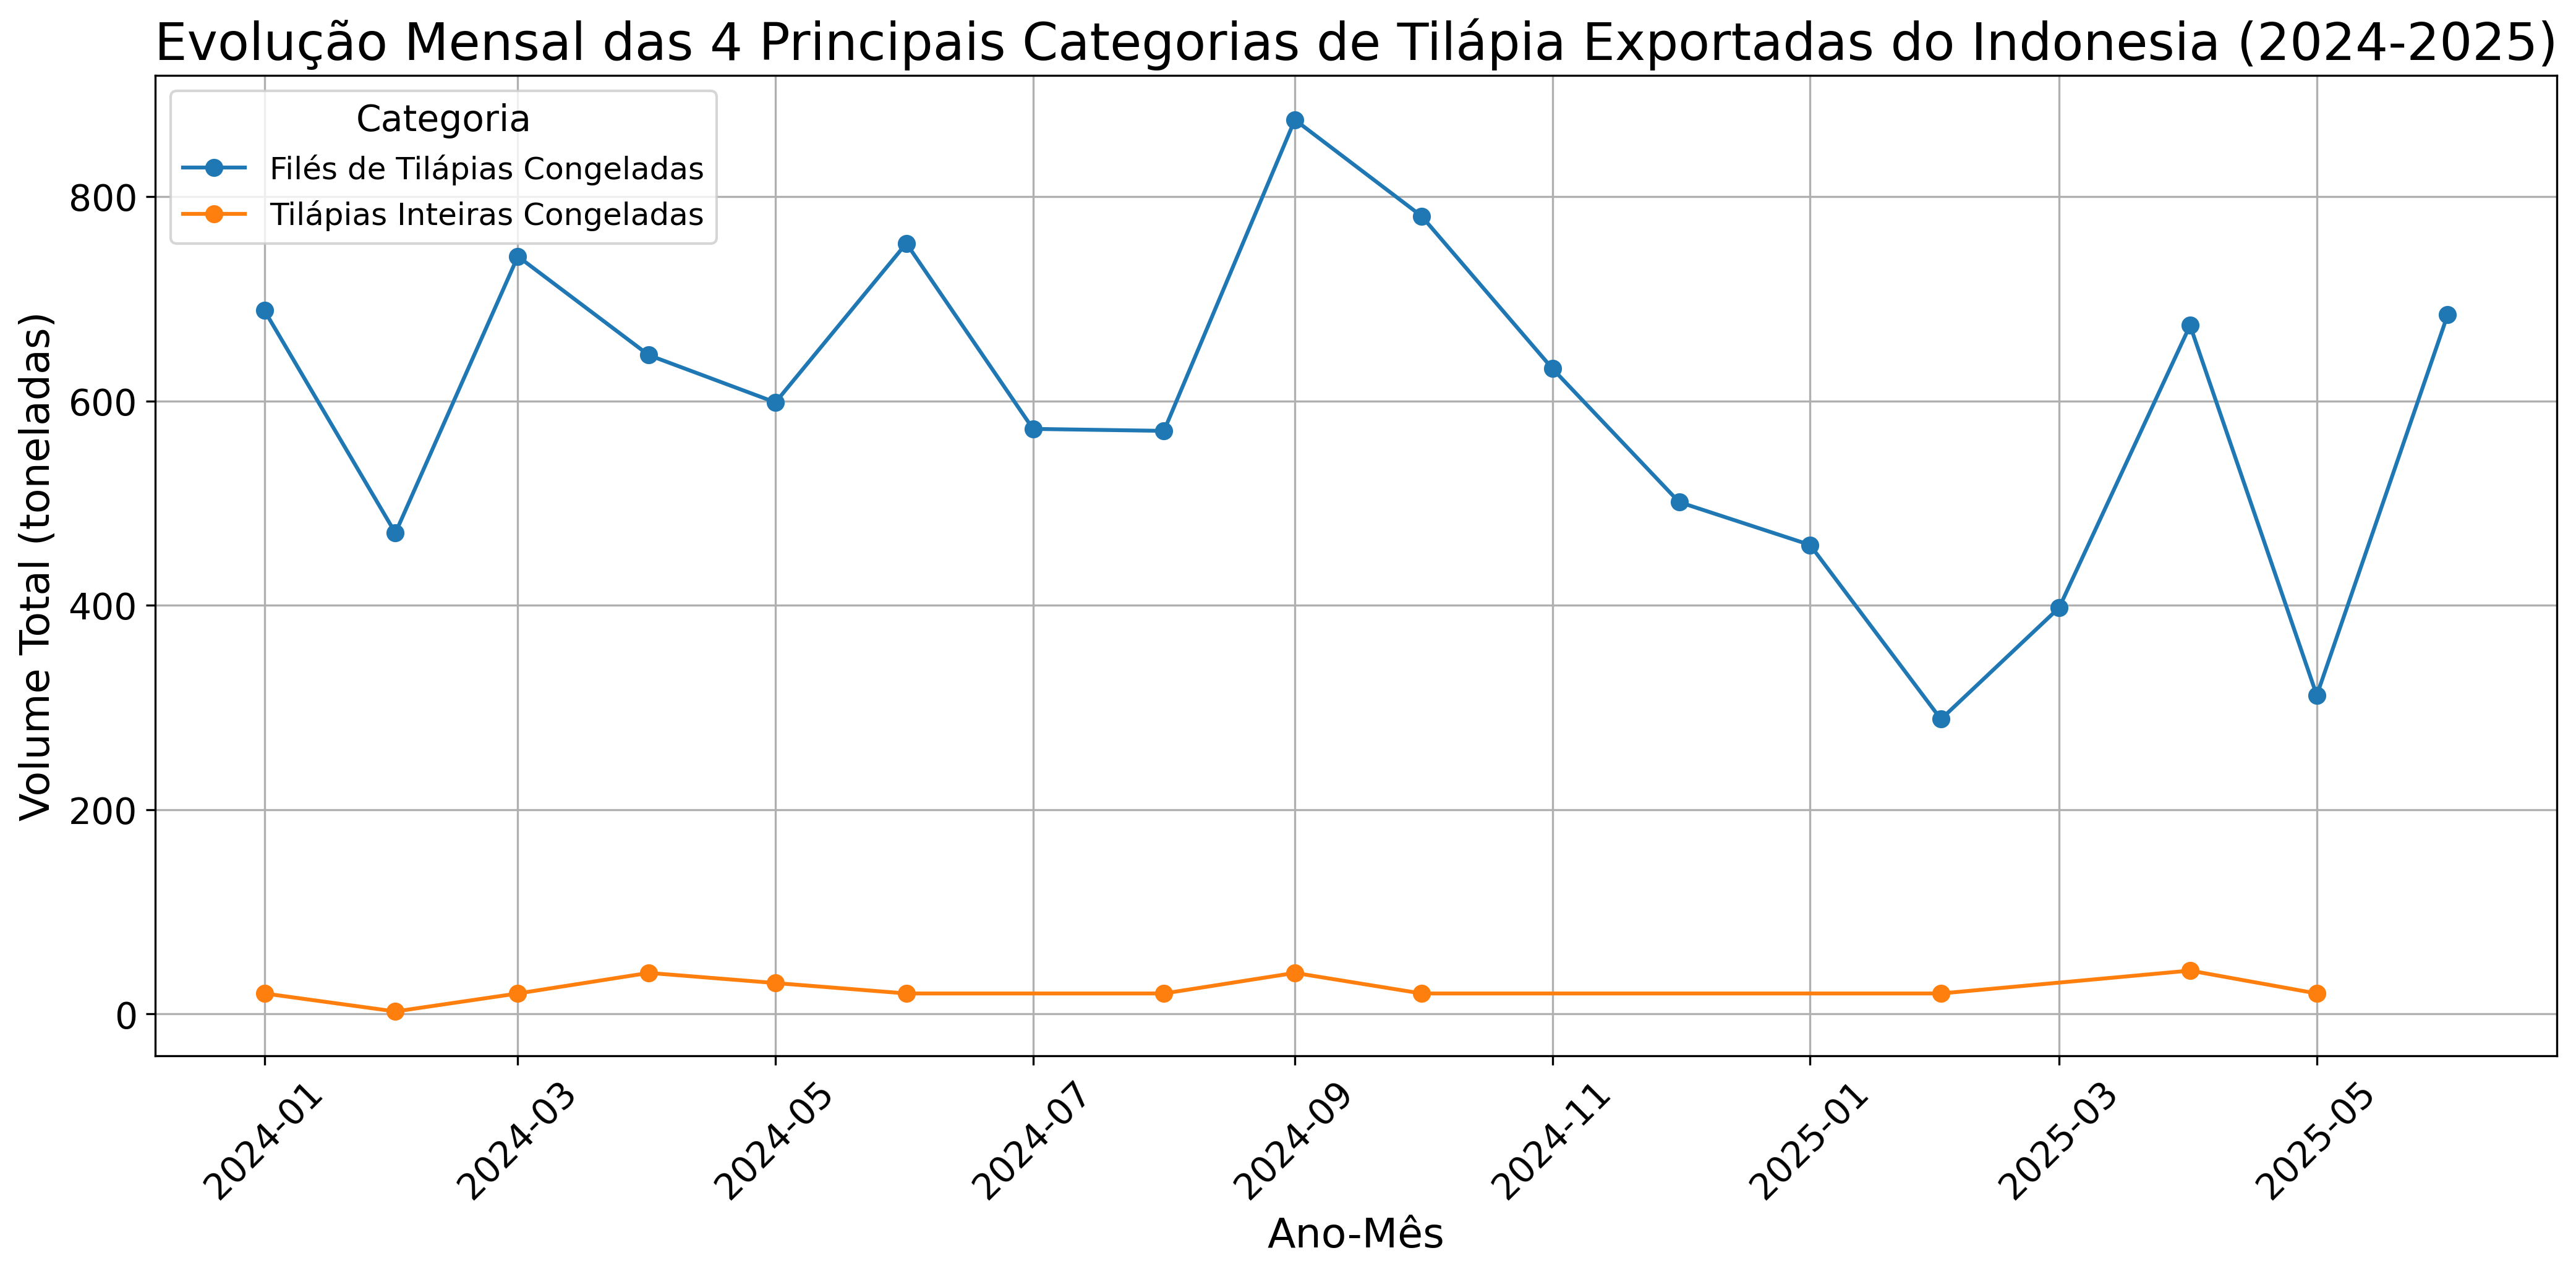 Evolução Mensal das 4 Principais Categorias de Tilápia Exportadas do Indonesia (2024-2025)
Categoria
Filés de Tilápias Congeladas
Tilápias Inteiras Congeladas
Volume Total (toneladas)
800
600
400
200
0
2024-01
2024-03
2024-05
2024-07
2024-09
2024-11
2025-01
2025-03
2025-05
Ano-Mês